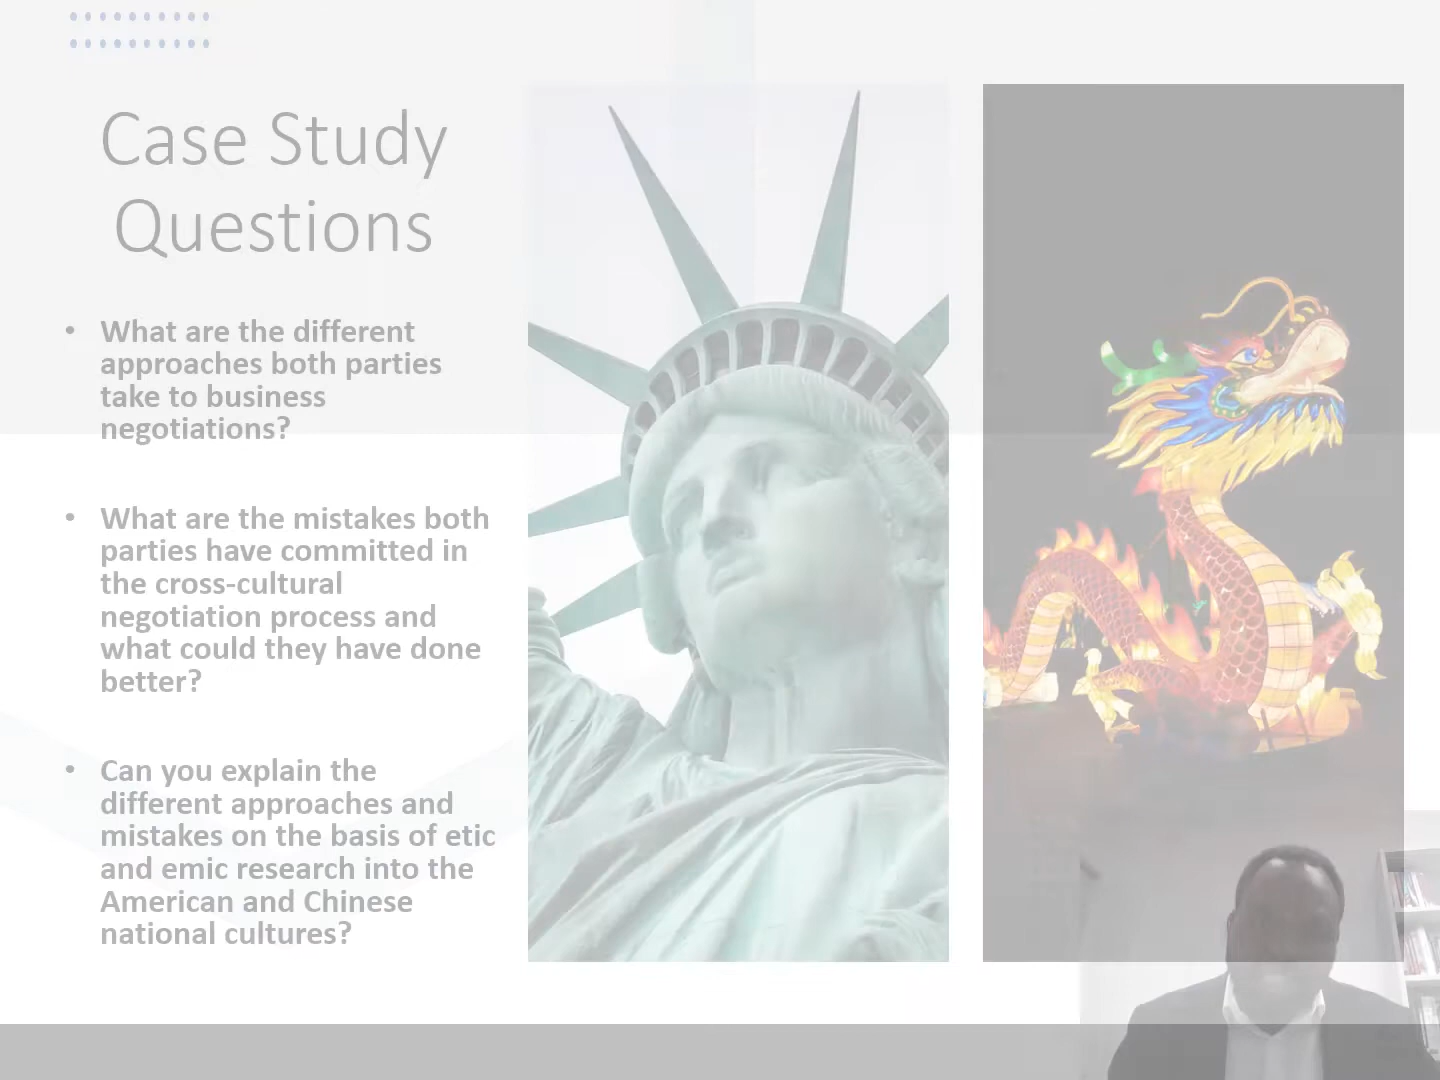 Case Study
Questions
• What are the different
approaches both parties
take to business
negotiations?
• What are the mistakes both
parties have committed in
the cross-cultural
negotiation process and
what could they have done
better?
• Can you explain the
different approaches and
mistakes on the basis of etic
and emic research into the
American and Chinese
national cultures?